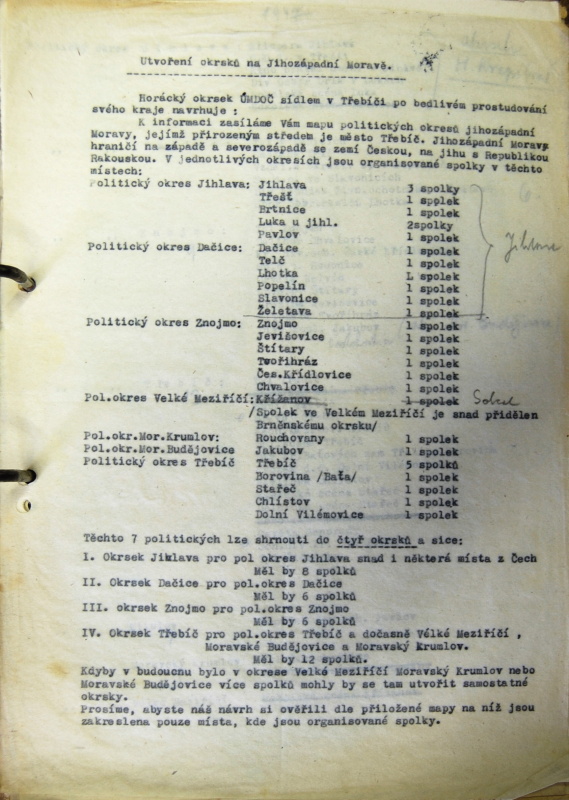 Utvoření okrsků na Jihozápadní Moravě.
Horácký okrsek ÚMDOČ sídlem v Třebíči po bedlivém prostudování
svého kraje navrhuje :
K informaci zasíláme Vám mapu politických okresů jihozápadní
Moravy, jejímž přirozeným středem je město Třebíč. Jihozápadní Morava
hraničí na západě a severozápadě se zemí Českou, na jihu s Republikou
Rakouskou. V jednotlivých okresích jsou organisované spolky v těchto
místech:
Politický okres Jihlava: Jihlava 3 spolky
Třešť 1 spolek
Brtnice 1 spolek
Luka u jihl. 2spolky
Pavlov 1 spolek
Jihlava
Politický okres Dačice: Dačice 1 spolek
Telč 1 spolek
Lhotka L spolek
Popelín 1 spolek
Slavonice 1 spolek
Želetava 1 spolek
Politický okres Znojmo: Znojmo 1 spolek
Jevišovice 1 spolek
Štítary 1 spolek
Tvořihráz 1 spolek
Čes.Křídlovice 1 spolek
Chvalovice 1 spolek
Pol.okres Velké Meziříčí: Křižanov 1 spolek Sokol
/Spolek ve Velkém Meziříčí je snad přidělen
Brněnskému okrsku/
Pol.okr.Mor.Krumlov: Rouchovany 1 spolek
Pol.okr.Mor.Budějovice Jakubov 1 spolek
Politický okres Třebíč Třebíč 5 spolků
Borovina /Bata/ 1 spolek
Stařeč 1 spolek
Chlístov 1 spolek
Dolní Vilémovice 1 spolek
Těchto 7 politických lze shrnouti do čtyř okrsků a sice:
I. Okrsek Jihlava pro pol okres Jihlava snad i některá místa z Čech
Měl by 8 spolků
II. Okrsek Dačice pro pol.okres Dačice
Měl by 6 spolků
III. okrsek Znojmo pro pol.okres Znojmo
Měl by 6 spolků
IV. Okrsek Třebíč pro pol.okres Třebíč a dočasně Vélké Meziříčí ,
Moravské Budějovice a Moravský Krumlov.
Měl by 12 spolků.
Kdyby v budoucnu bylo v okrese Velké Meziříčí Moravský Krumlov nebo
Moravské Budějovice více spolků mohly by se tam utvořit samostatné
okrsky.
Prosíme, abyste náš návrh si ověřili dle přiložené mapy na níž jsou
zakreslena pouze místa, kde jsou organisované spolky.